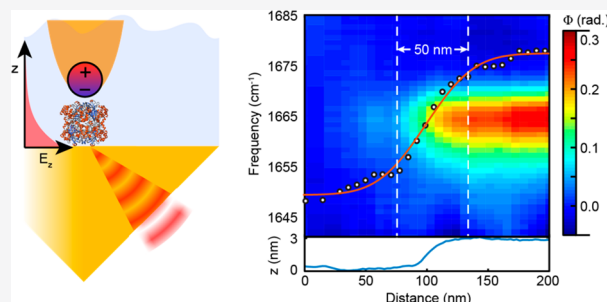 z
+
−
E_z
1685
1675
1665
1655
1645
Frequency (cm⁻¹)
50 nm
Φ (rad.)
0.3
0.2
0.1
0.0
3
0
z (nm)
0
50
100
150
200
Distance (nm)